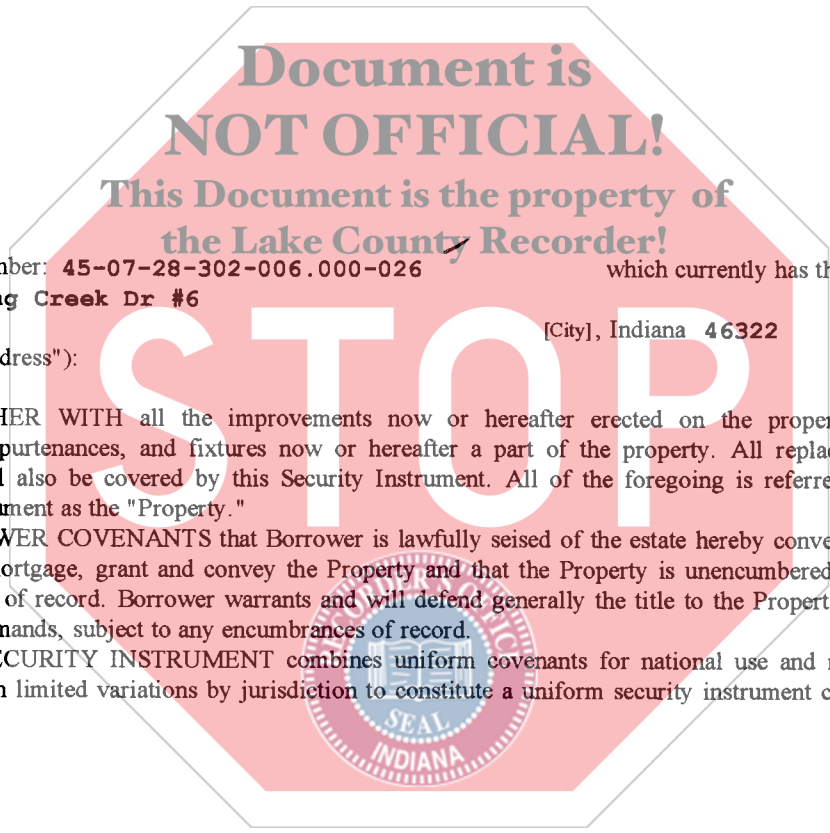 Document is
NOT OFFICIAL!
This Document is the property of
the Lake County Recorder!
nber: 45-07-28-302-006.000-026 which currently has th
g Creek Dr #6
[City], Indiana 46322
dress"):
STOP
HER WITH all the improvements now or hereafter erected on the proper
purtenances, and fixtures now or hereafter a part of the property. All repla
l also be covered by this Security Instrument. All of the foregoing is referre
ument as the "Property."
WER COVENANTS that Borrower is lawfully seised of the estate hereby conve
ortgage, grant and convey the Property and that the Property is unencumbered
of record. Borrower warrants and will defend generally the title to the Propert
mands, subject to any encumbrances of record.
ECURITY INSTRUMENT combines uniform covenants for national use and n
n limited variations by jurisdiction to constitute a uniform security instrument c
RECORDER'S OFFICE
SEAL
INDIANA